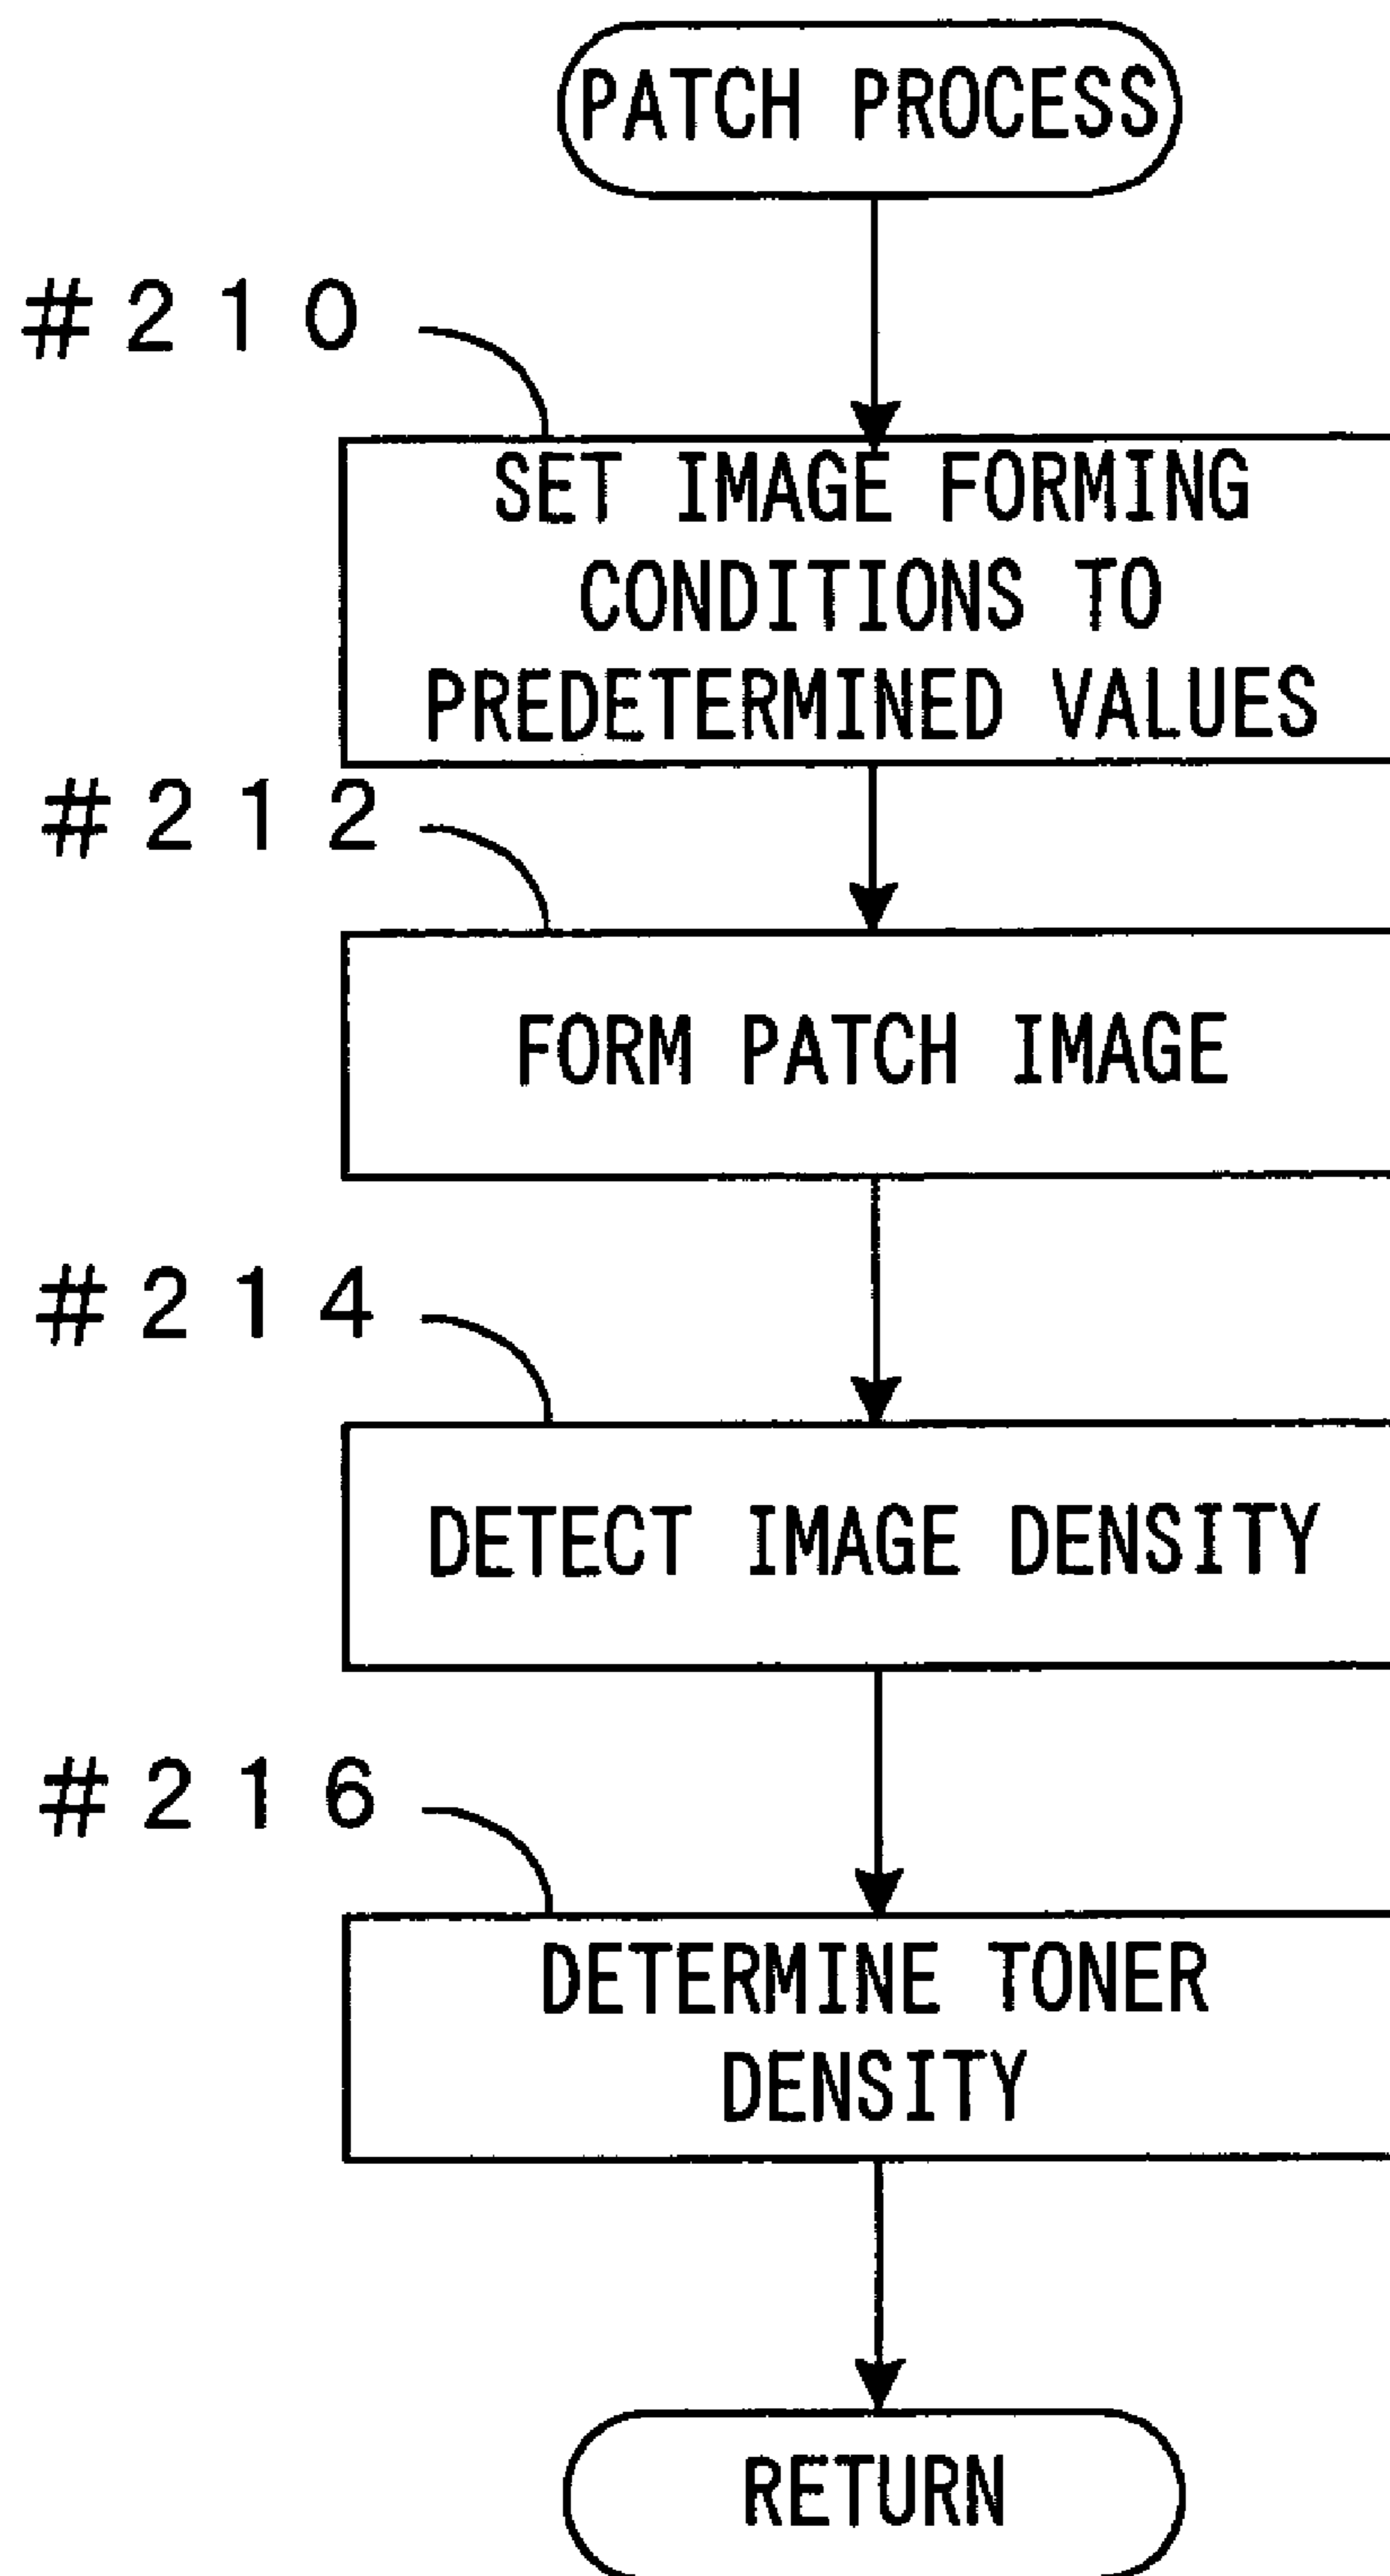 PATCH PROCESS
#210
SET IMAGE FORMING
CONDITIONS TO
PREDETERMINED VALUES
#212
FORM PATCH IMAGE
#214
DETECT IMAGE DENSITY
#216
DETERMINE TONER
DENSITY
RETURN